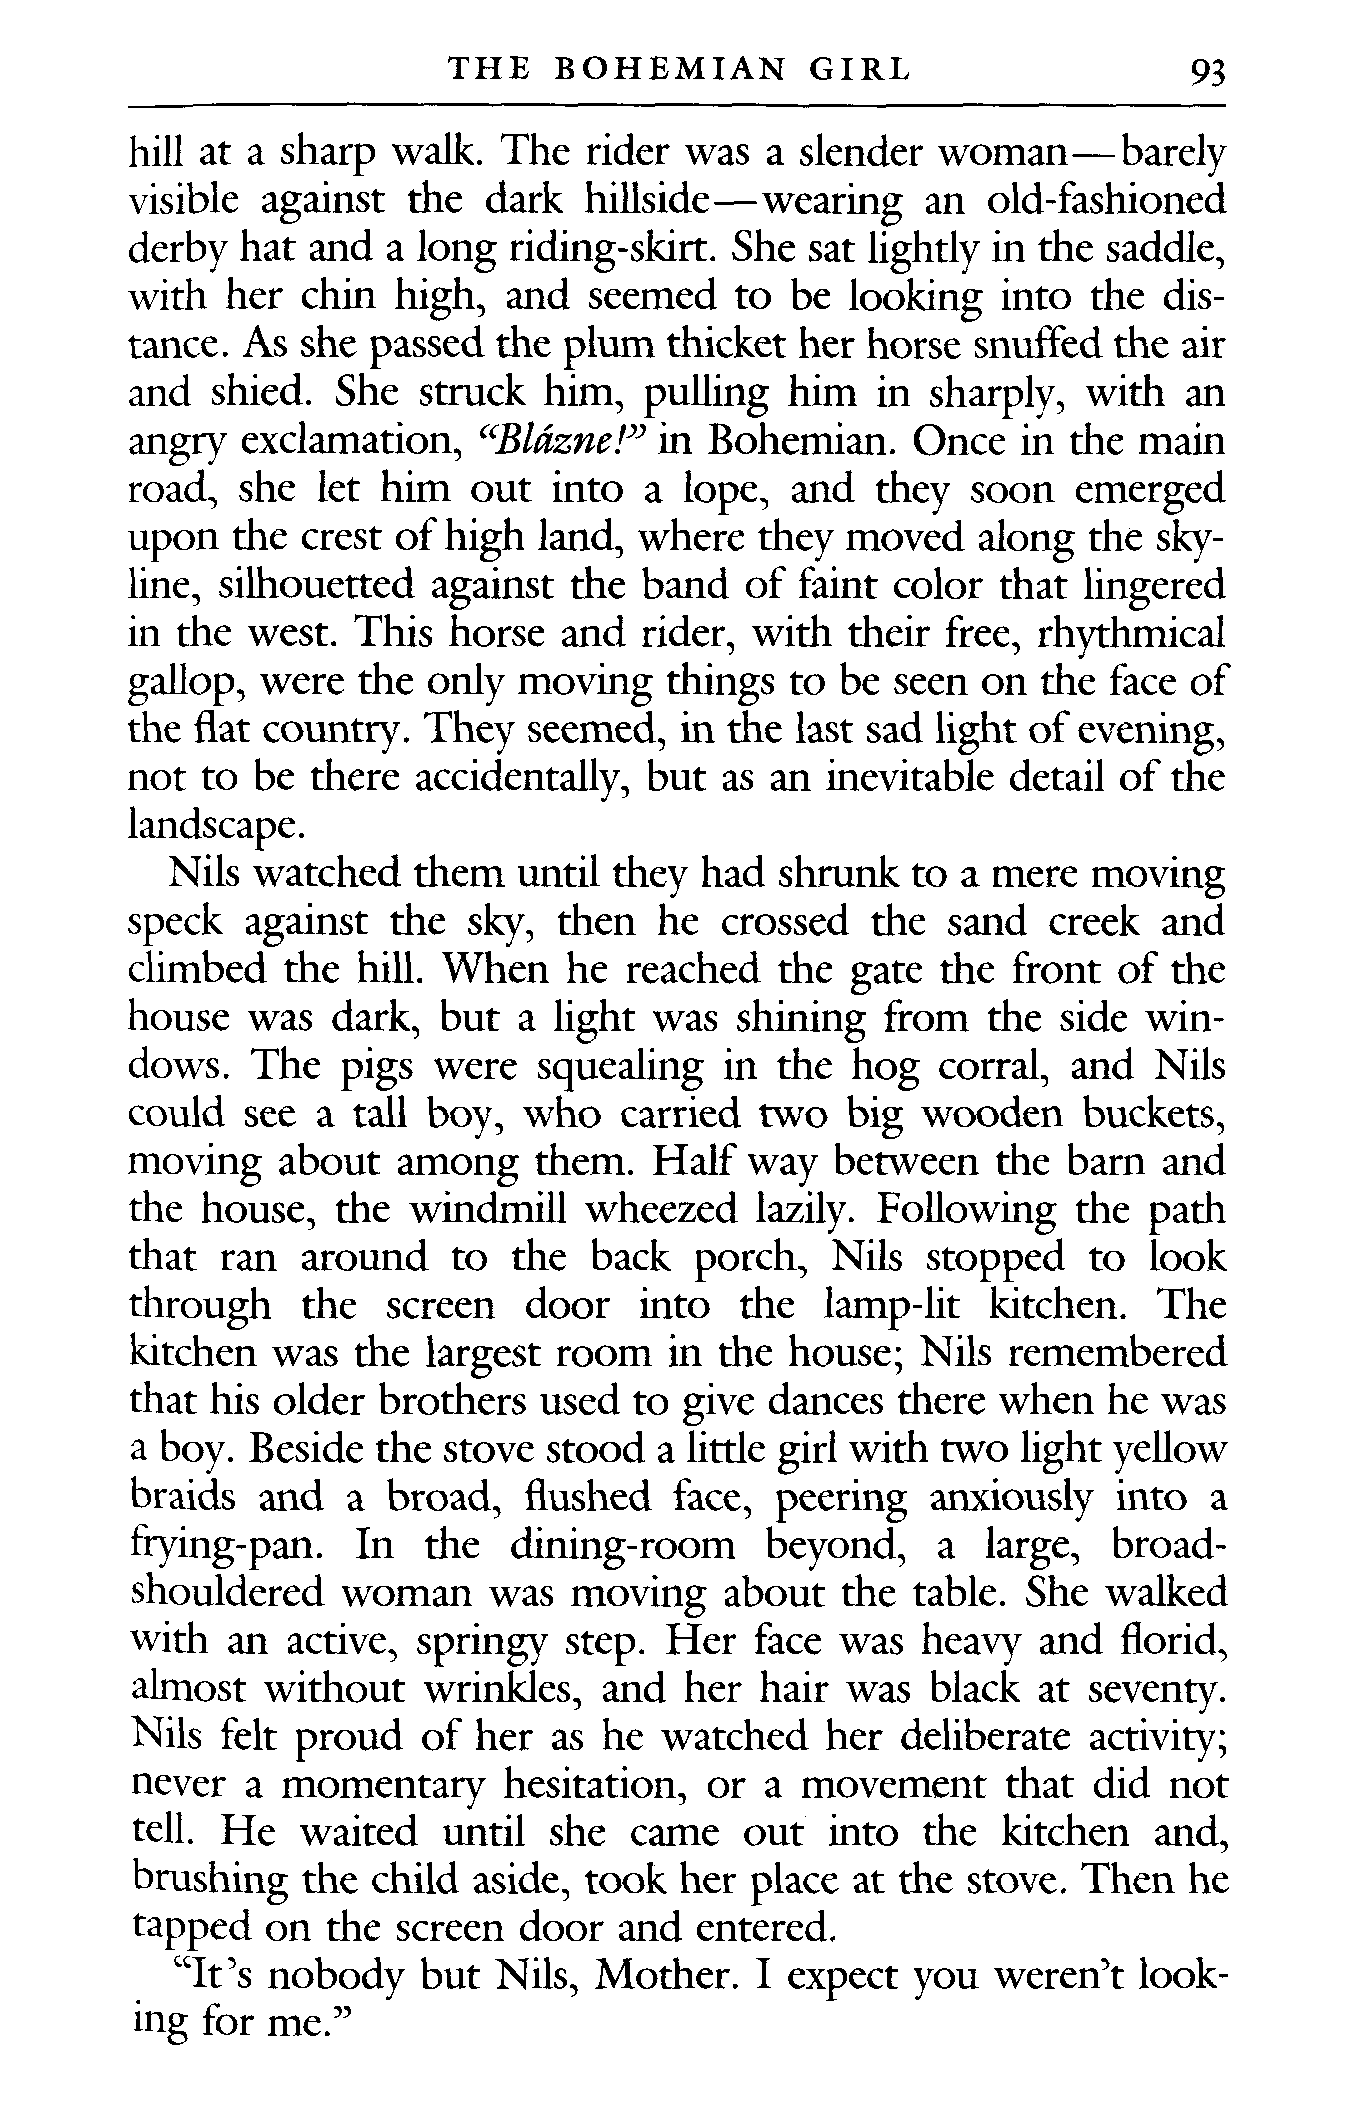 THE BOHEMIAN GIRL 93
hill at a sharp walk. The rider was a slender woman—barely
visible against the dark hillside—wearing an old-fashioned
derby hat and a long riding-skirt. She sat lightly in the saddle,
with her chin high, and seemed to be looking into the dis-
tance. As she passed the plum thicket her horse snuffed the air
and shied. She struck him, pulling him in sharply, with an
angry exclamation, “Blázne!” in Bohemian. Once in the main
road, she let him out into a lope, and they soon emerged
upon the crest of high land, where they moved along the sky-
line, silhouetted against the band of faint color that lingered
in the west. This horse and rider, with their free, rhythmical
gallop, were the only moving things to be seen on the face of
the flat country. They seemed, in the last sad light of evening,
not to be there accidentally, but as an inevitable detail of the
landscape.
Nils watched them until they had shrunk to a mere moving
speck against the sky, then he crossed the sand creek and
climbed the hill. When he reached the gate the front of the
house was dark, but a light was shining from the side win-
dows. The pigs were squealing in the hog corral, and Nils
could see a tall boy, who carried two big wooden buckets,
moving about among them. Half way between the barn and
the house, the windmill wheezed lazily. Following the path
that ran around to the back porch, Nils stopped to look
through the screen door into the lamp-lit kitchen. The
kitchen was the largest room in the house; Nils remembered
that his older brothers used to give dances there when he was
a boy. Beside the stove stood a little girl with two light yellow
braids and a broad, flushed face, peering anxiously into a
frying-pan. In the dining-room beyond, a large, broad-
shouldered woman was moving about the table. She walked
with an active, springy step. Her face was heavy and florid,
almost without wrinkles, and her hair was black at seventy.
Nils felt proud of her as he watched her deliberate activity;
never a momentary hesitation, or a movement that did not
tell. He waited until she came out into the kitchen and,
brushing the child aside, took her place at the stove. Then he
tapped on the screen door and entered.
“It’s nobody but Nils, Mother. I expect you weren’t look-
ing for me.”